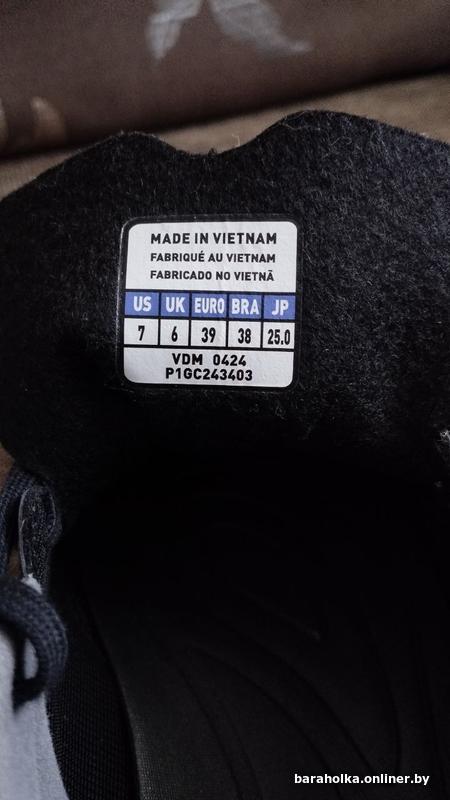 MADE IN VIETNAM
FABRIQUÉ AU VIETNAM
FABRICADO NO VIETNÃ
US UK EURO BRA JP
7 6 39 38 25.0
VDM 0424
P1GC243403
baraholka.onliner.by